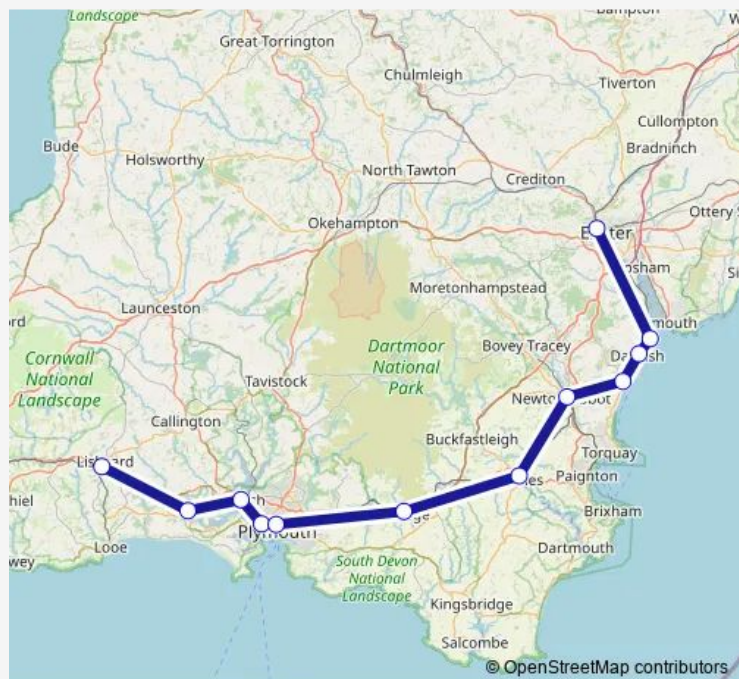 Landscape
Bampton
Great Torrington
Chulmleigh
Tiverton
Cullompton
Bude
Bradninch
Holsworthy
North Tawton
Crediton
Okehampton
Ottery S
Moretonhampstead
Launceston
Cornwall
National
Landscape
Dartmoor
National
Park
Bovey Tracey
Tavistock
Callington
Buckfastleigh
Torquay
Paignton
Brixham
Plymouth
Looe
Dartmouth
South Devon
National
Landscape
Kingsbridge
Salcombe
© OpenStreetMap contributors